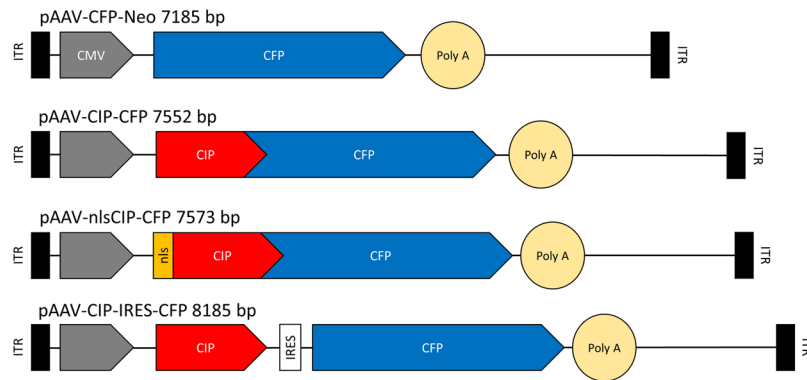 pAAV-CFP-Neo 7185 bp
ITR CMV CFP Poly A ITR
pAAV-CIP-CFP 7552 bp
ITR CIP CFP Poly A ITR
pAAV-nlsCIP-CFP 7573 bp
ITR nls CIP CFP Poly A ITR
pAAV-CIP-IRES-CFP 8185 bp
ITR CIP IRES CFP Poly A ITR